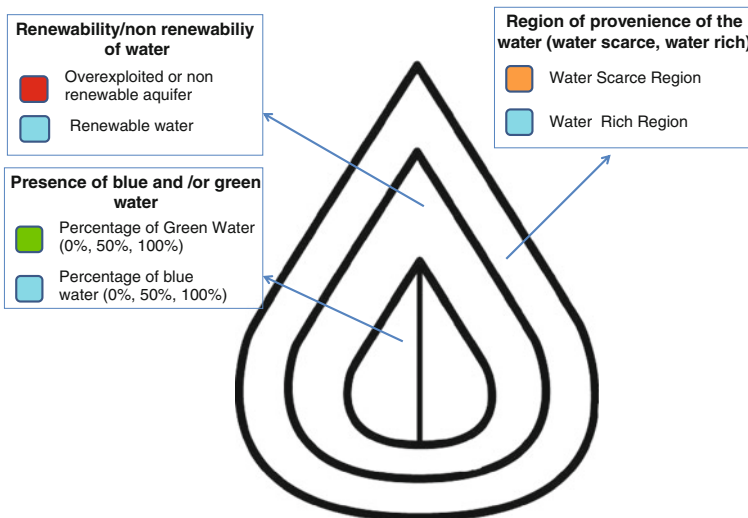 Renewability/non renewabiliy
of water
Overexploited or non
renewable aquifer
Renewable water
Presence of blue and /or green
water
Percentage of Green Water
(0%, 50%, 100%)
Percentage of blue
water (0%, 50%, 100%)
Region of provenience of the
water (water scarce, water rich)
Water Scarce Region
Water Rich Region